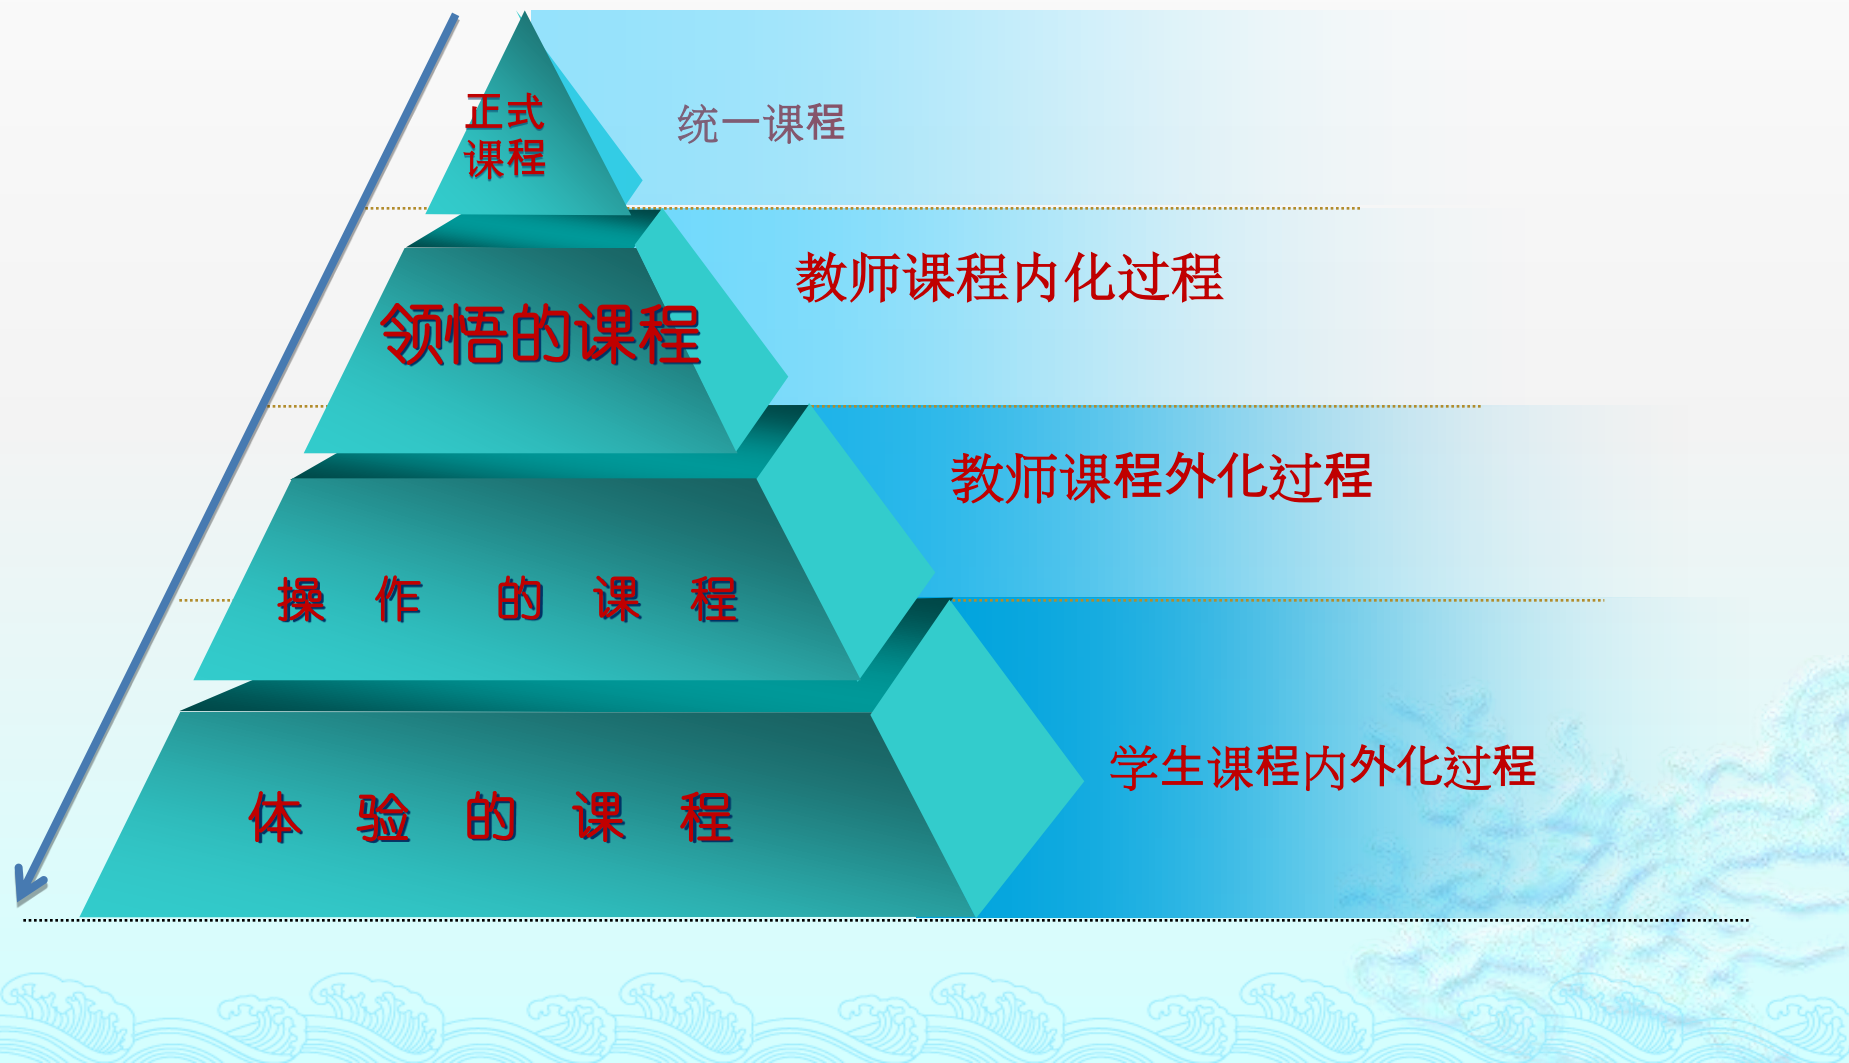 正式
课程
统一课程
教师课程内化过程
领悟的课程
教师课程外化过程
操 作 的 课 程
学生课程内外化过程
体 验 的 课 程